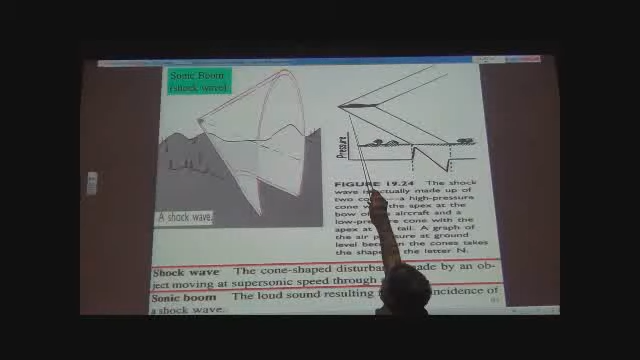 Sonic Boom
(shock wave)
A shock wave.
Pressure
FIGURE 19.24 The shock
wave is actually made up of
two cones—a high-pressure
cone with the apex at the
bow of the aircraft and a
low-pressure cone with the
apex at the tail. A graph of
the air pressure at ground
level between the cones takes
the shape of the letter N.
Shock wave The cone-shaped disturbance made by an ob-
ject moving at supersonic speed through a
Sonic boom The loud sound resulting incidence of
a shock wave.